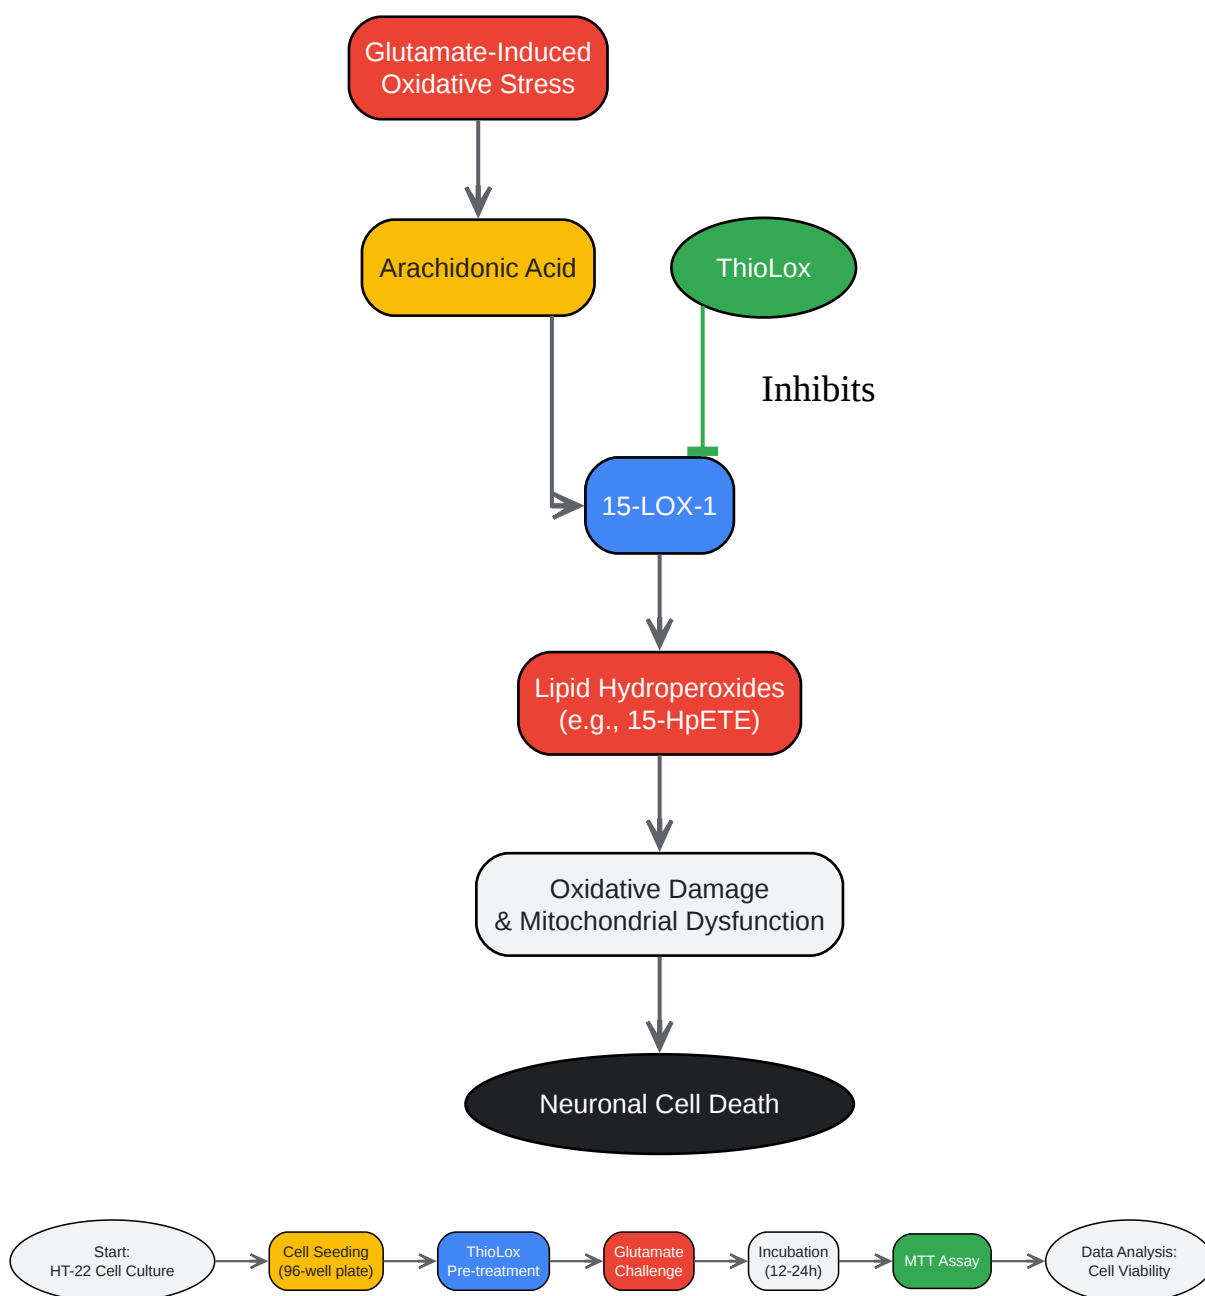 Glutamate-Induced
Oxidative Stress
Arachidonic Acid
ThioLox
Inhibits
15-LOX-1
Lipid Hydroperoxides
(e.g., 15-HpETE)
Oxidative Damage
& Mitochondrial Dysfunction
Neuronal Cell Death
Start:
HT-22 Cell Culture
Cell Seeding
(96-well plate)
ThioLox
Pre-treatment
Glutamate
Challenge
Incubation
(12-24h)
MTT Assay
Data Analysis:
Cell Viability